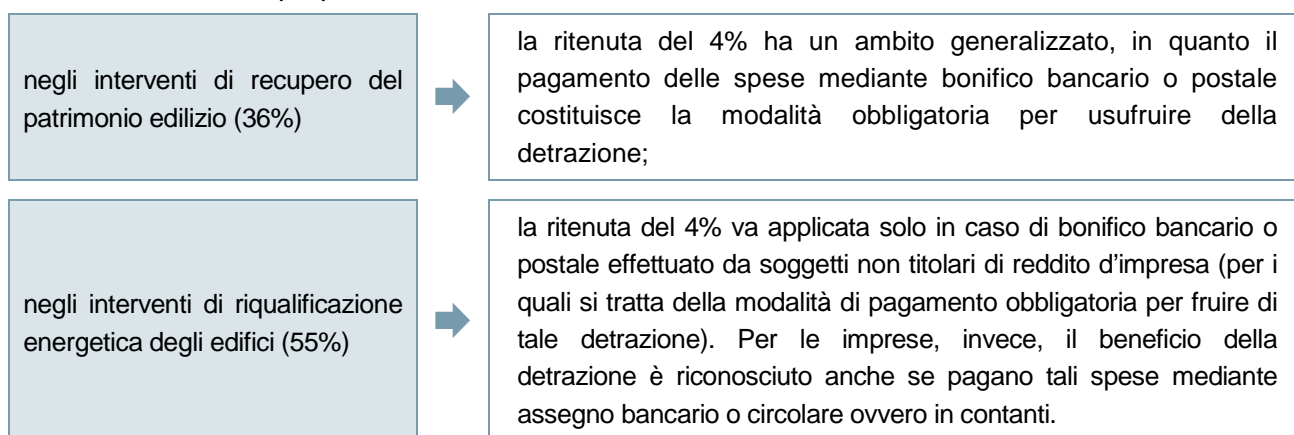 negli interventi di recupero del
patrimonio edilizio (36%)
la ritenuta del 4% ha un ambito generalizzato, in quanto il
pagamento delle spese mediante bonifico bancario o postale
costituisce la modalità obbligatoria per usufruire della
detrazione;
negli interventi di riqualificazione
energetica degli edifici (55%)
la ritenuta del 4% va applicata solo in caso di bonifico bancario o
postale effettuato da soggetti non titolari di reddito d'impresa (per i
quali si tratta della modalità di pagamento obbligatoria per fruire di
tale detrazione). Per le imprese, invece, il beneficio della
detrazione è riconosciuto anche se pagano tali spese mediante
assegno bancario o circolare ovvero in contanti.